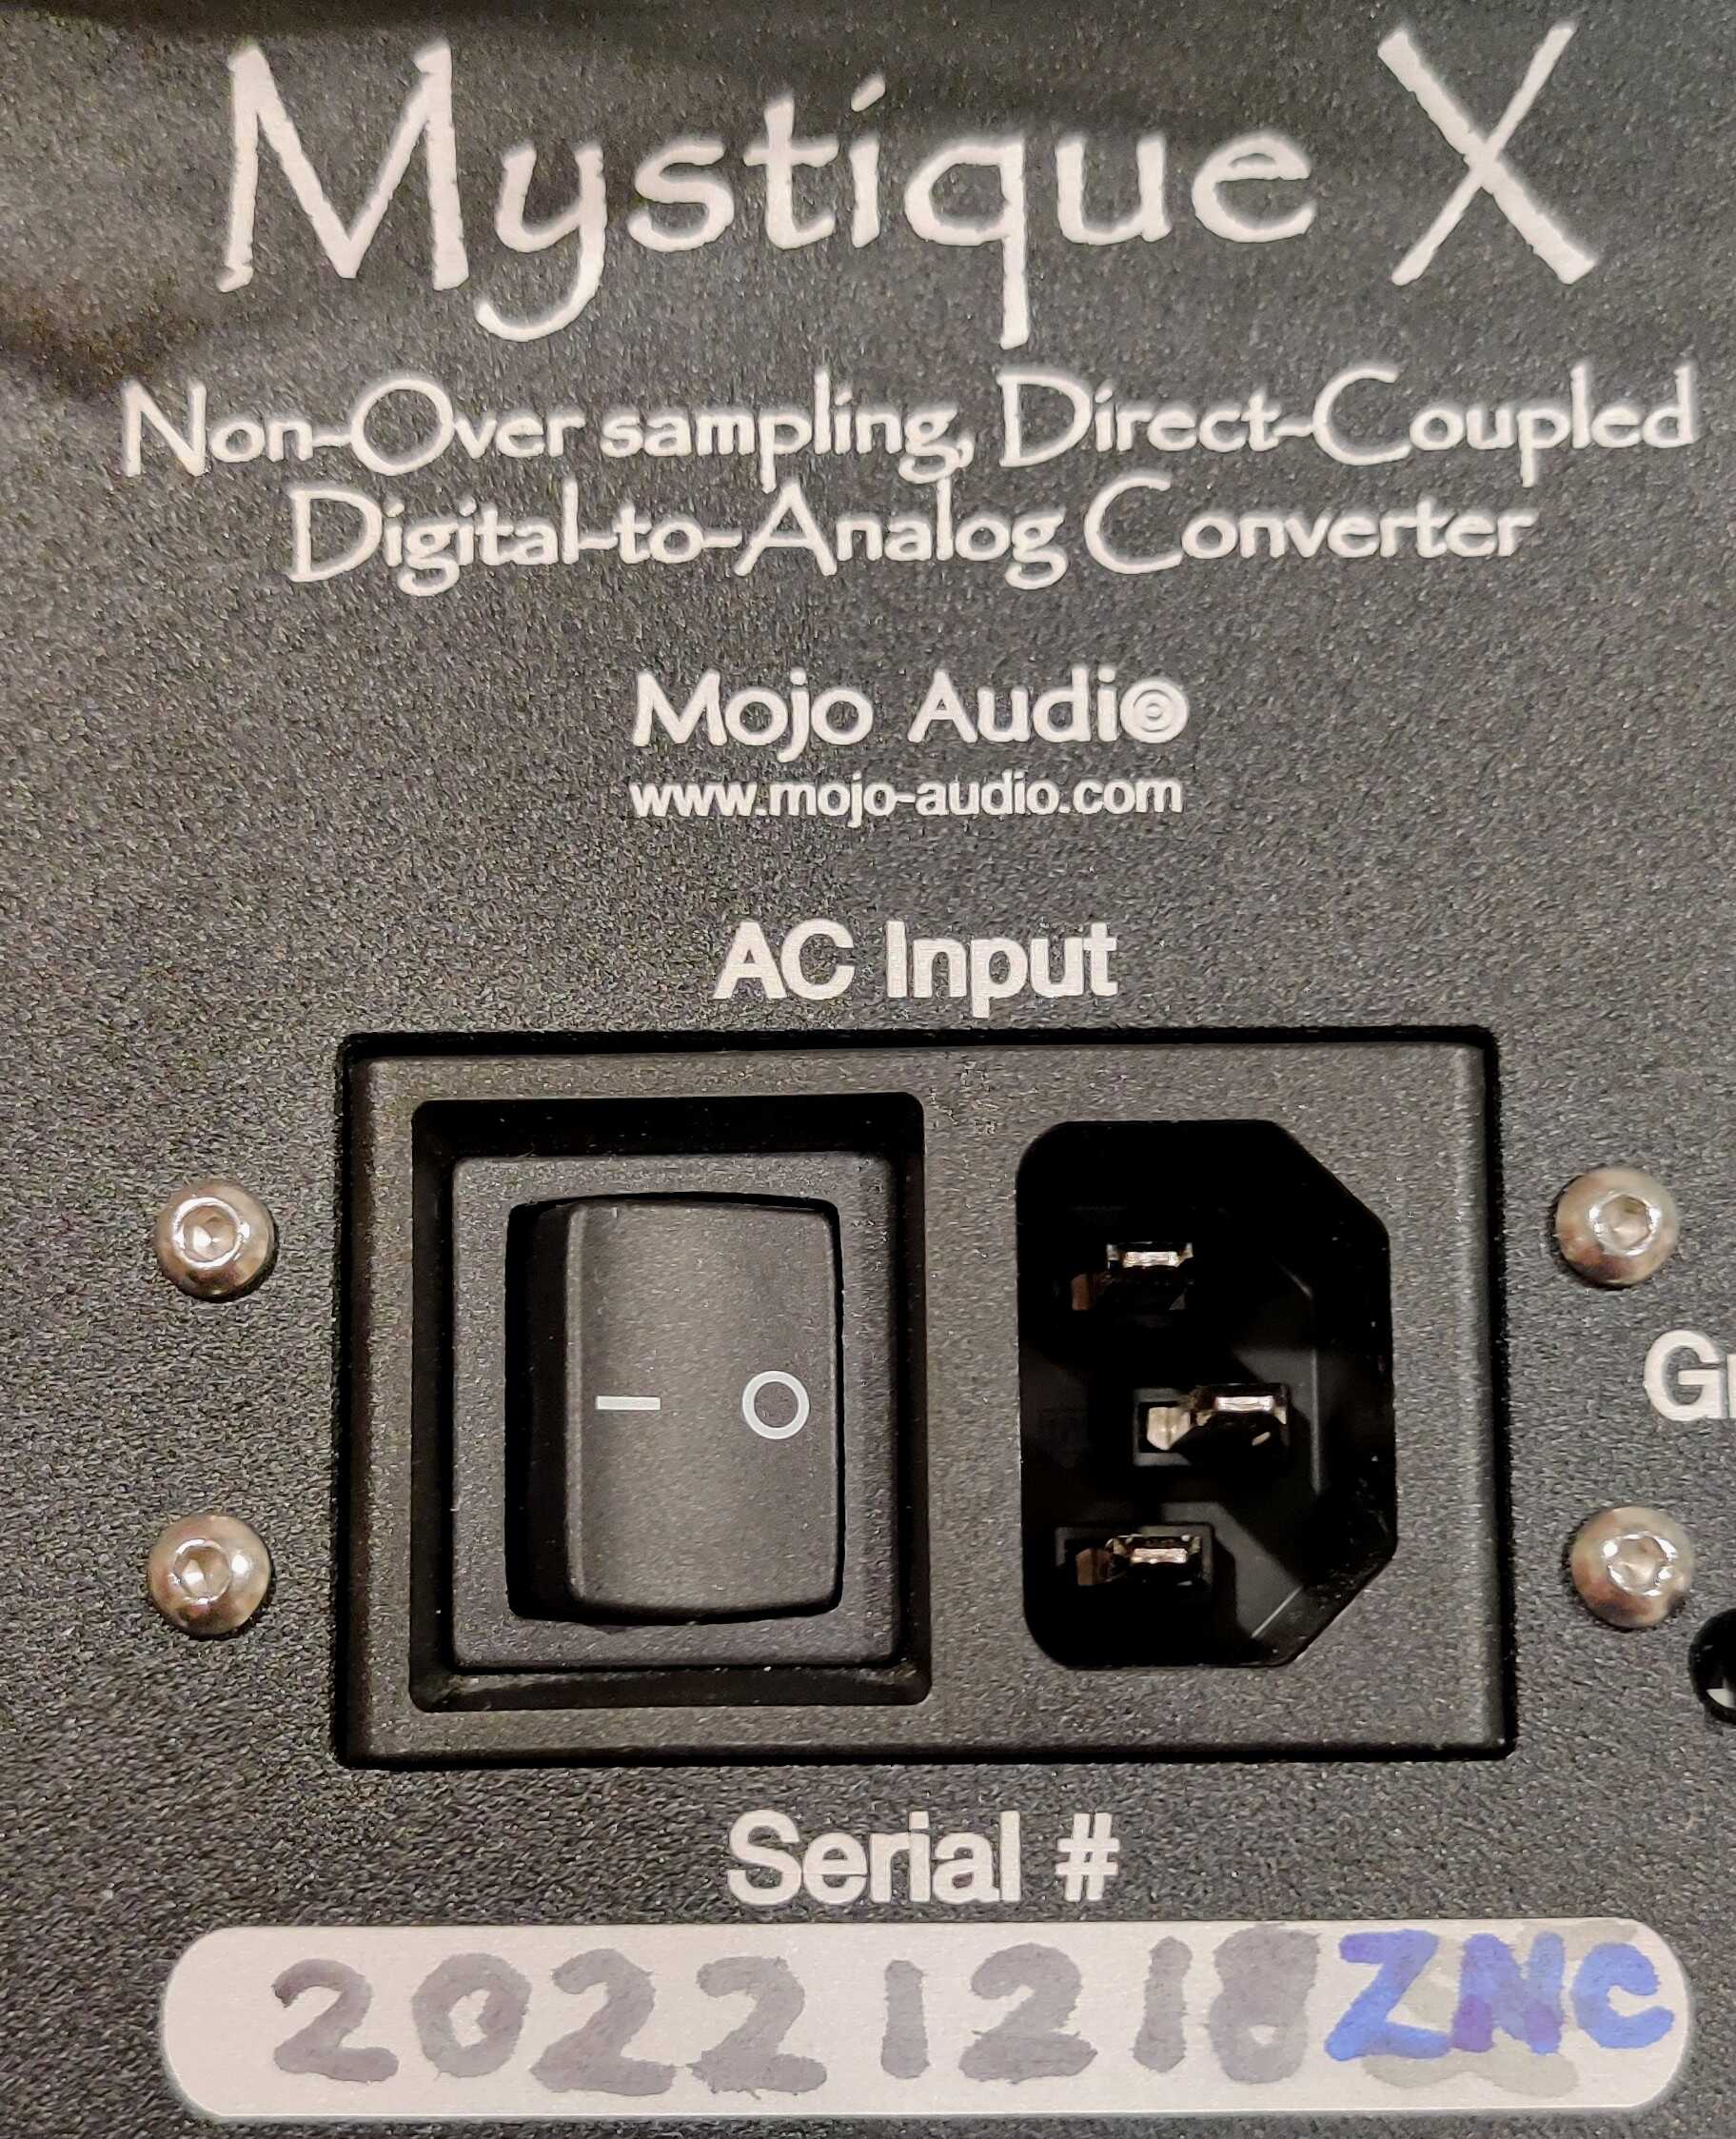 Mystique X
Non-Over sampling, Direct-Coupled
Digital-to-Analog Converter
Mojo Audio
www.mojo-audio.com
AC Input
I O
Serial #
20221218ZNC